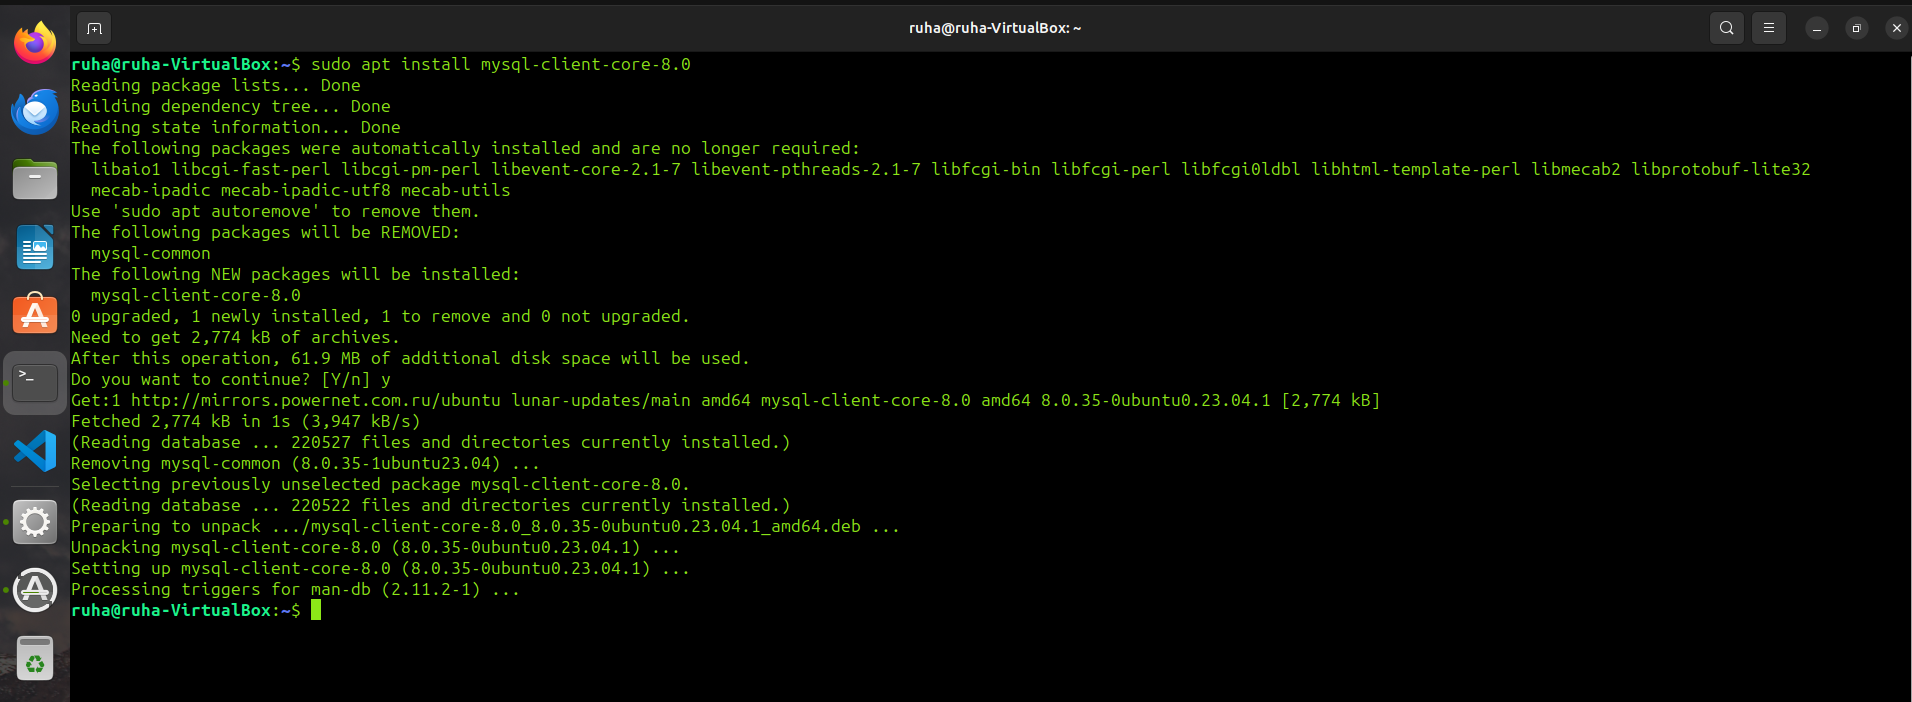 ruha@ruha-VirtualBox: ~
ruha@ruha-VirtualBox:~$ sudo apt install mysql-client-core-8.0
Reading package lists... Done
Building dependency tree... Done
Reading state information... Done
The following packages were automatically installed and are no longer required:
  libaio1 libcgi-fast-perl libcgi-pm-perl libevent-core-2.1-7 libevent-pthreads-2.1-7 libfcgi-bin libfcgi-perl libfcgi0ldbl libhtml-template-perl libmecab2 libprotobuf-lite32
  mecab-ipadic mecab-ipadic-utf8 mecab-utils
Use 'sudo apt autoremove' to remove them.
The following packages will be REMOVED:
  mysql-common
The following NEW packages will be installed:
  mysql-client-core-8.0
0 upgraded, 1 newly installed, 1 to remove and 0 not upgraded.
Need to get 2,774 kB of archives.
After this operation, 61.9 MB of additional disk space will be used.
Do you want to continue? [Y/n] y
Get:1 http://mirrors.powernet.com.ru/ubuntu lunar-updates/main amd64 mysql-client-core-8.0 amd64 8.0.35-0ubuntu0.23.04.1 [2,774 kB]
Fetched 2,774 kB in 1s (3,947 kB/s)
(Reading database ... 220527 files and directories currently installed.)
Removing mysql-common (8.0.35-1ubuntu23.04) ...
Selecting previously unselected package mysql-client-core-8.0.
(Reading database ... 220522 files and directories currently installed.)
Preparing to unpack .../mysql-client-core-8.0_8.0.35-0ubuntu0.23.04.1_amd64.deb ...
Unpacking mysql-client-core-8.0 (8.0.35-0ubuntu0.23.04.1) ...
Setting up mysql-client-core-8.0 (8.0.35-0ubuntu0.23.04.1) ...
Processing triggers for man-db (2.11.2-1) ...
ruha@ruha-VirtualBox:~$